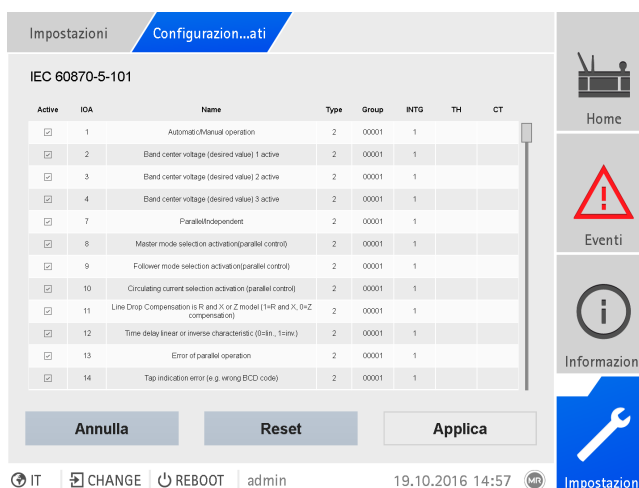 Impostazioni
Configurazion...ati
IEC 60870-5-101
Active IOA Name Type Group INTG TH CT
1 Automatic/Manual operation 2 00001 1
2 Band center voltage (desired value) 1 active 2 00001 1
3 Band center voltage (desired value) 2 active 2 00001 1
4 Band center voltage (desired value) 3 active 2 00001 1
7 Parallel/Independent 2 00001 1
8 Master mode selection activation(parallel control) 2 00001 1
9 Follower mode selection activation(parallel control) 2 00001 1
10 Circulating current selection activation (parallel control) 2 00001 1
11 Line Drop Compensation is R and X or Z model (1=R and X, 0=Z
compensation) 2 00001 1
12 Time delay linear or inverse characteristic (0=lin., 1=inv.) 2 00001 1
13 Error of parallel operation 2 00001 1
14 Tap indication error (e.g. wrong BCD code) 2 00001 1
Annulla Reset Applica
Home
Eventi
Informazion
Impostazion
IT CHANGE REBOOT admin 19.10.2016 14:57 MR